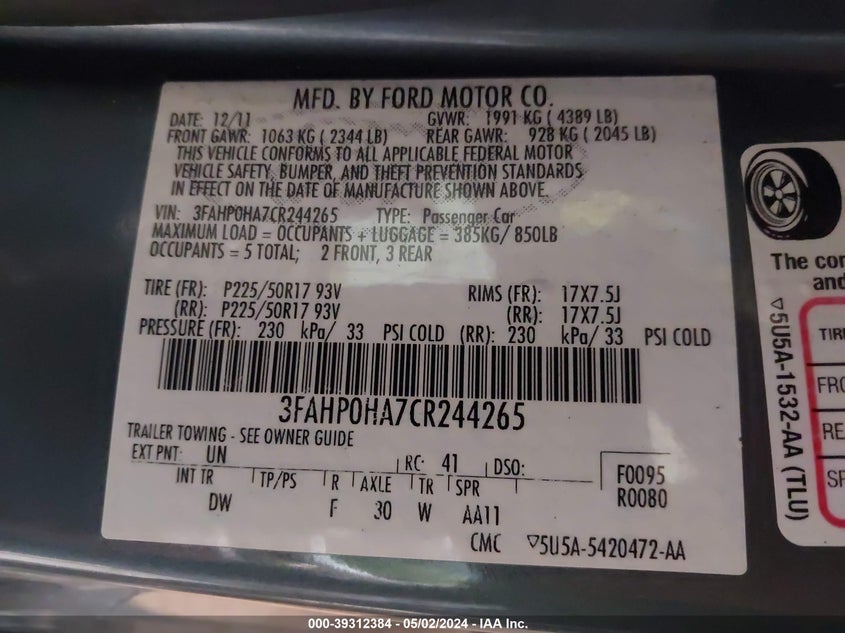 MFD. BY FORD MOTOR CO.
DATE: 12/11 GVWR: 1991 KG ( 4389 LB)
FRONT GAWR: 1063 KG ( 2344 LB) REAR GAWR: 928 KG ( 2045 LB)
THIS VEHICLE CONFORMS TO ALL APPLICABLE FEDERAL MOTOR
VEHICLE SAFETY, BUMPER, AND THEFT PREVENTION STANDARDS
IN EFFECT ON THE DATE OF MANUFACTURE SHOWN ABOVE.
VIN: 3FAHP0HA7CR244265 TYPE: Passenger Car
MAXIMUM LOAD = OCCUPANTS + LUGGAGE = 385KG/ 850LB
OCCUPANTS = 5 TOTAL; 2 FRONT, 3 REAR
TIRE (FR): P225/50R17 93V RIMS (FR): 17X7.5J
(RR): P225/50R17 93V (RR): 17X7.5J
PRESSURE (FR): 230 kPa/ 33 PSI COLD (RR): 230 kPa/ 33 PSI COLD
3FAHP0HA7CR244265
TRAILER TOWING - SEE OWNER GUIDE
EXT PNT: UN RC: 41 DSO: F0095
INT TR TP/PS R AXLE TR SPR R0080
DW F 30 W AA11
CMC ▽5U5A-5420472-AA
The con
and
▽5U5A-1532-AA (TLU)
TIR
FRO
RE
SP
000-39312384 - 05/02/2024 - IAA Inc.